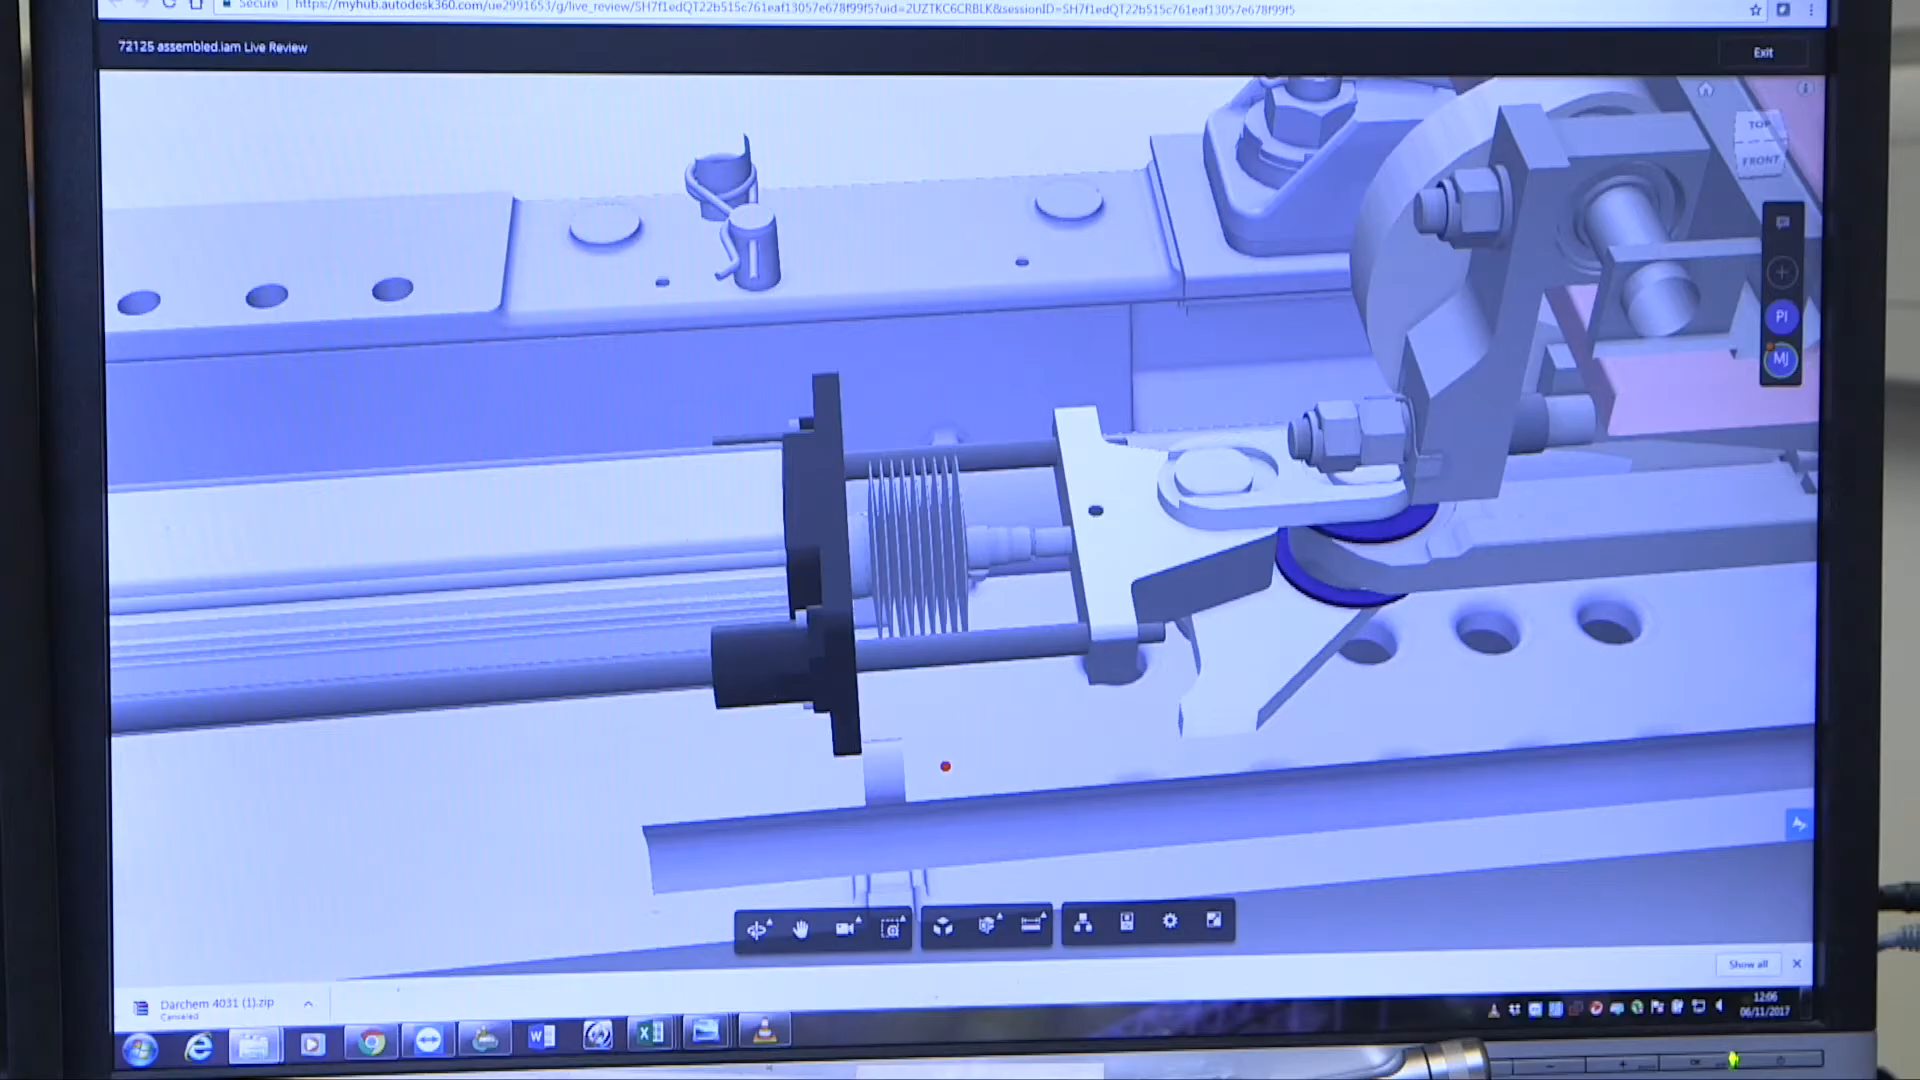 Secure
https://myhub.autodesk360.com/ue2991653/g/live_review/SH7f1edQT22b515c761eaf13057e678f99f5?uid=2UZTKC6CRBLK&sessionID=SH7f1edQT22b515c761eaf13057e678f99f5
72125 assembled.iam Live Review
Exit
TOP
FRONT
PI
MJ
Show all
Darchem 4031 (1).zip
Canceled
12:06
06/11/2017